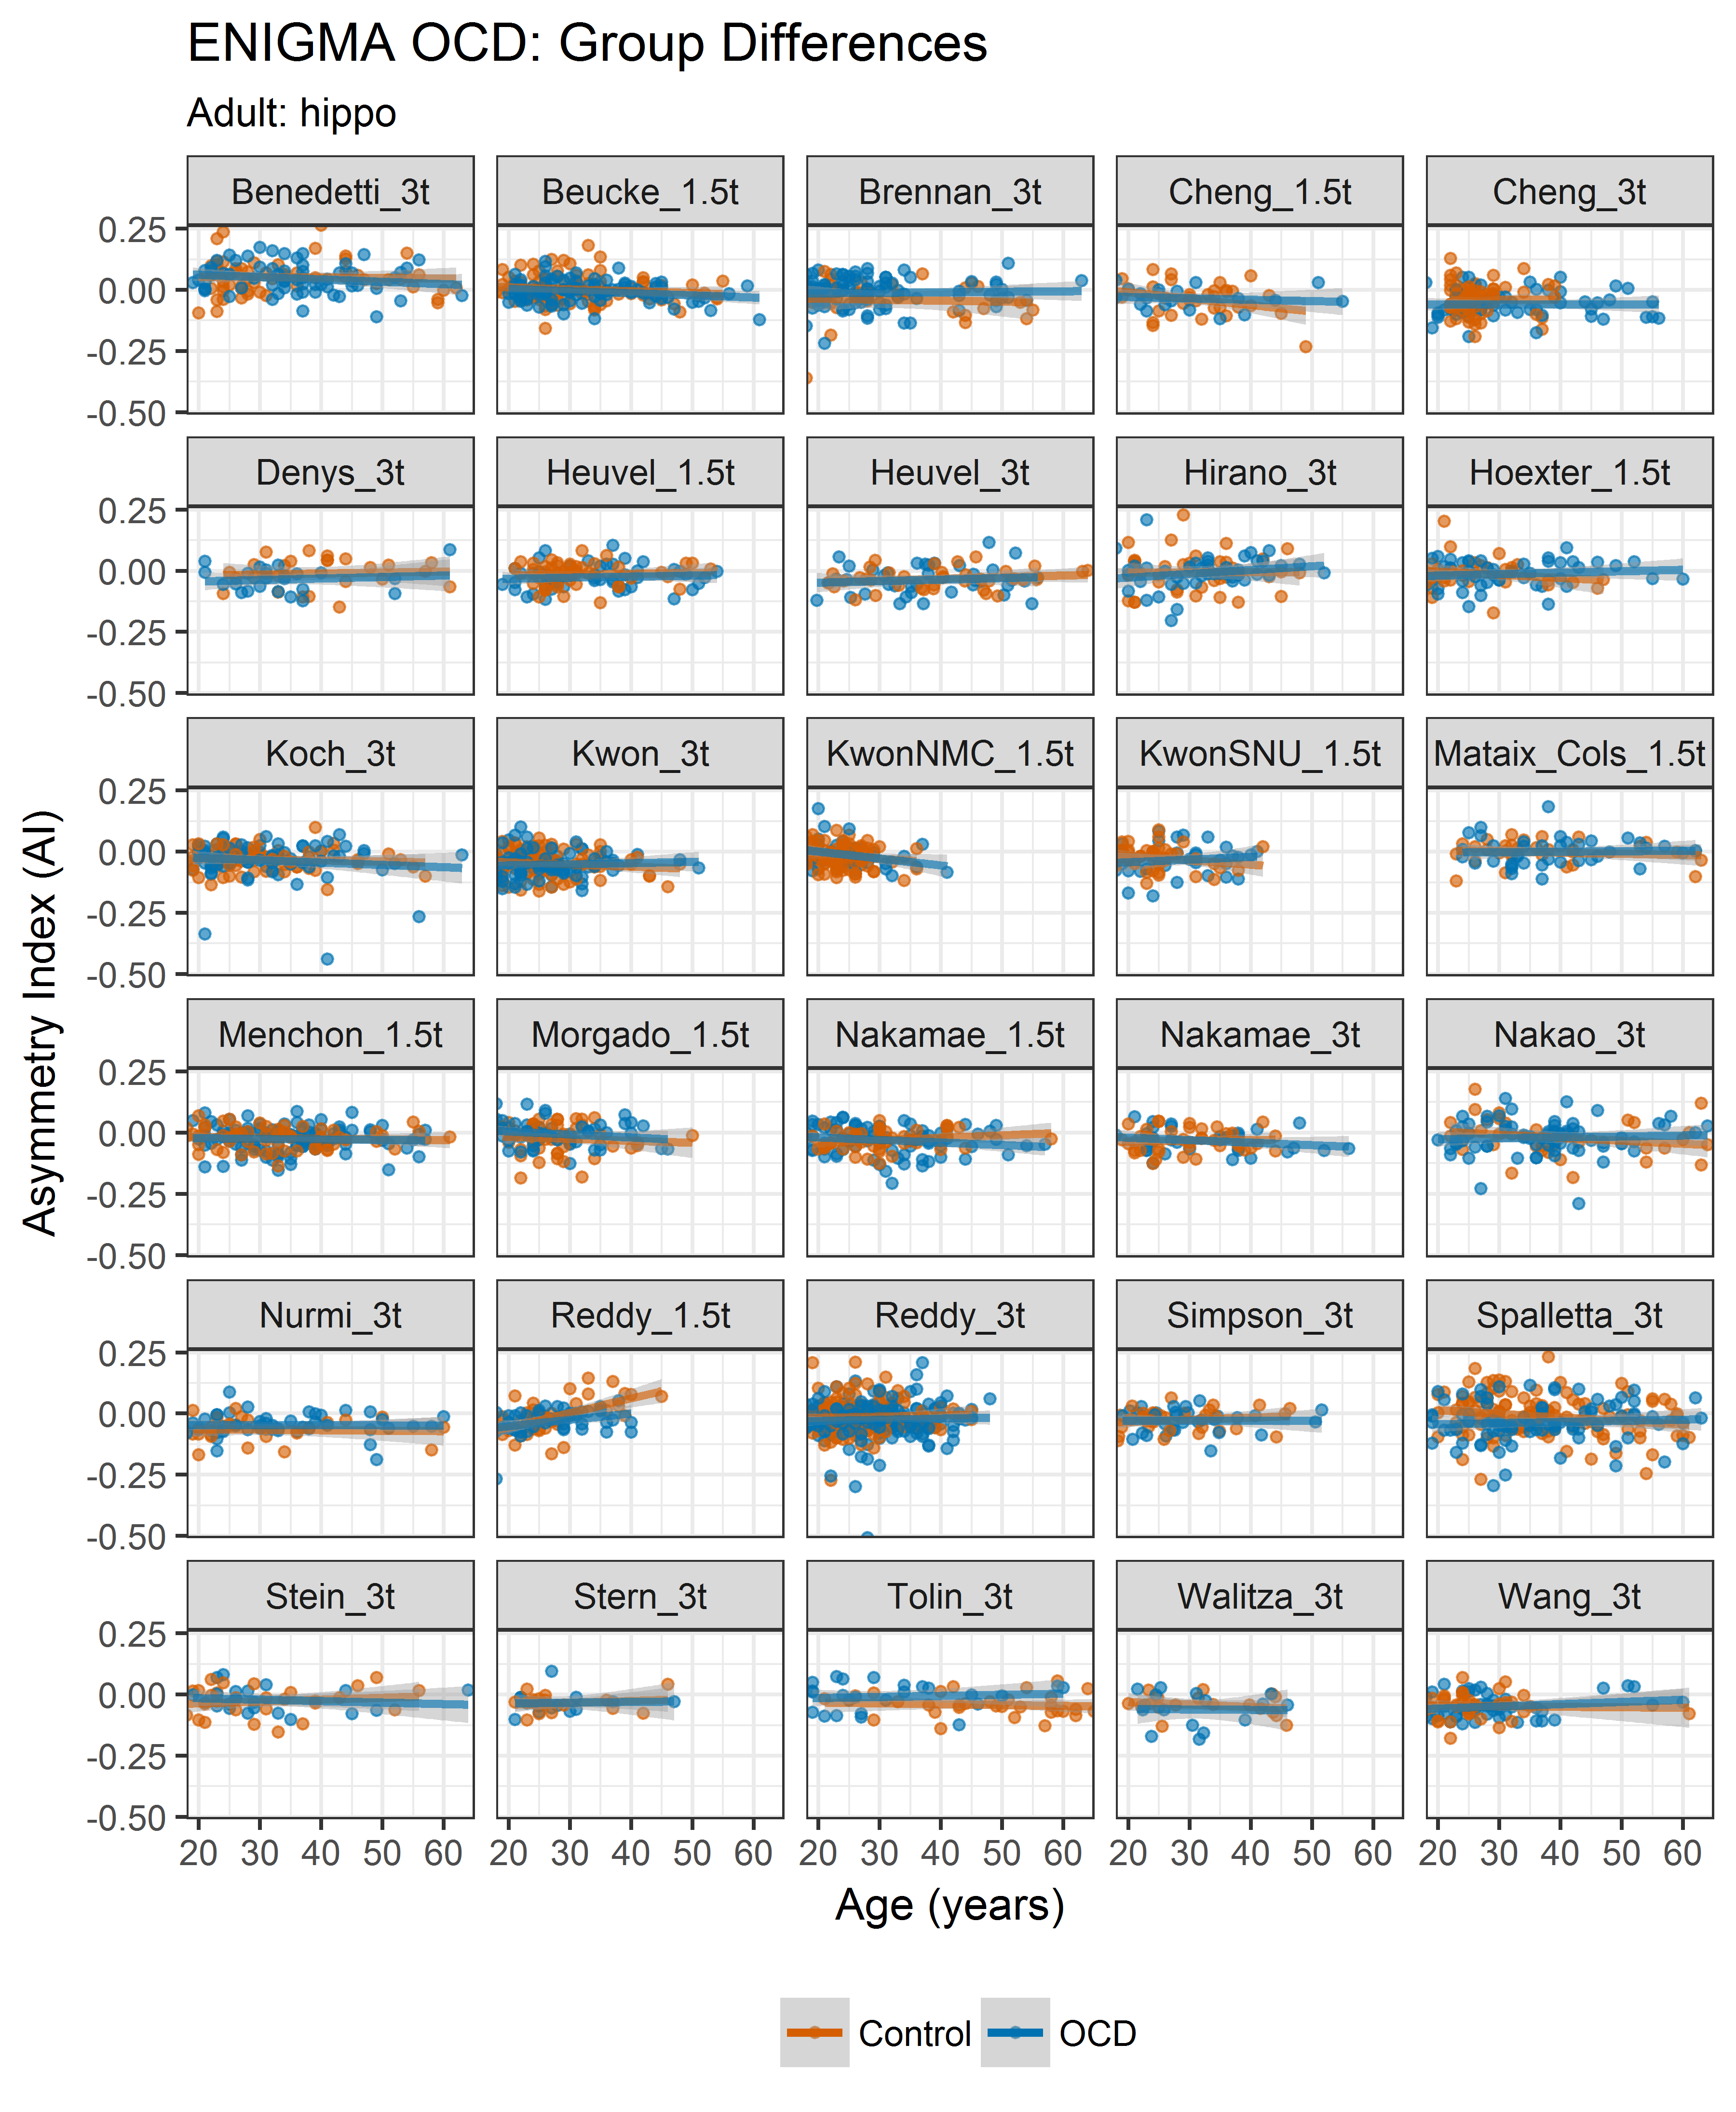 ENIGMA OCD: Group Differences
Adult: hippo
Benedetti_3t Beucke_1.5t Brennan_3t Cheng_1.5t Cheng_3t
0.25
0.00
-0.25
-0.50
Denys_3t Heuvel_1.5t Heuvel_3t Hirano_3t Hoexter_1.5t
0.25
0.00
-0.25
-0.50
Koch_3t Kwon_3t KwonNMC_1.5t KwonSNU_1.5t Mataix_Cols_1.5t
0.25
0.00
-0.25
-0.50
Asymmetry Index (AI)
Menchon_1.5t Morgado_1.5t Nakamae_1.5t Nakamae_3t Nakao_3t
0.25
0.00
-0.25
-0.50
Nurmi_3t Reddy_1.5t Reddy_3t Simpson_3t Spalletta_3t
0.25
0.00
-0.25
-0.50
Stein_3t Stern_3t Tolin_3t Walitza_3t Wang_3t
0.25
0.00
-0.25
-0.50
20 30 40 50 60 20 30 40 50 60 20 30 40 50 60 20 30 40 50 60 20 30 40 50 60
Age (years)
Control OCD